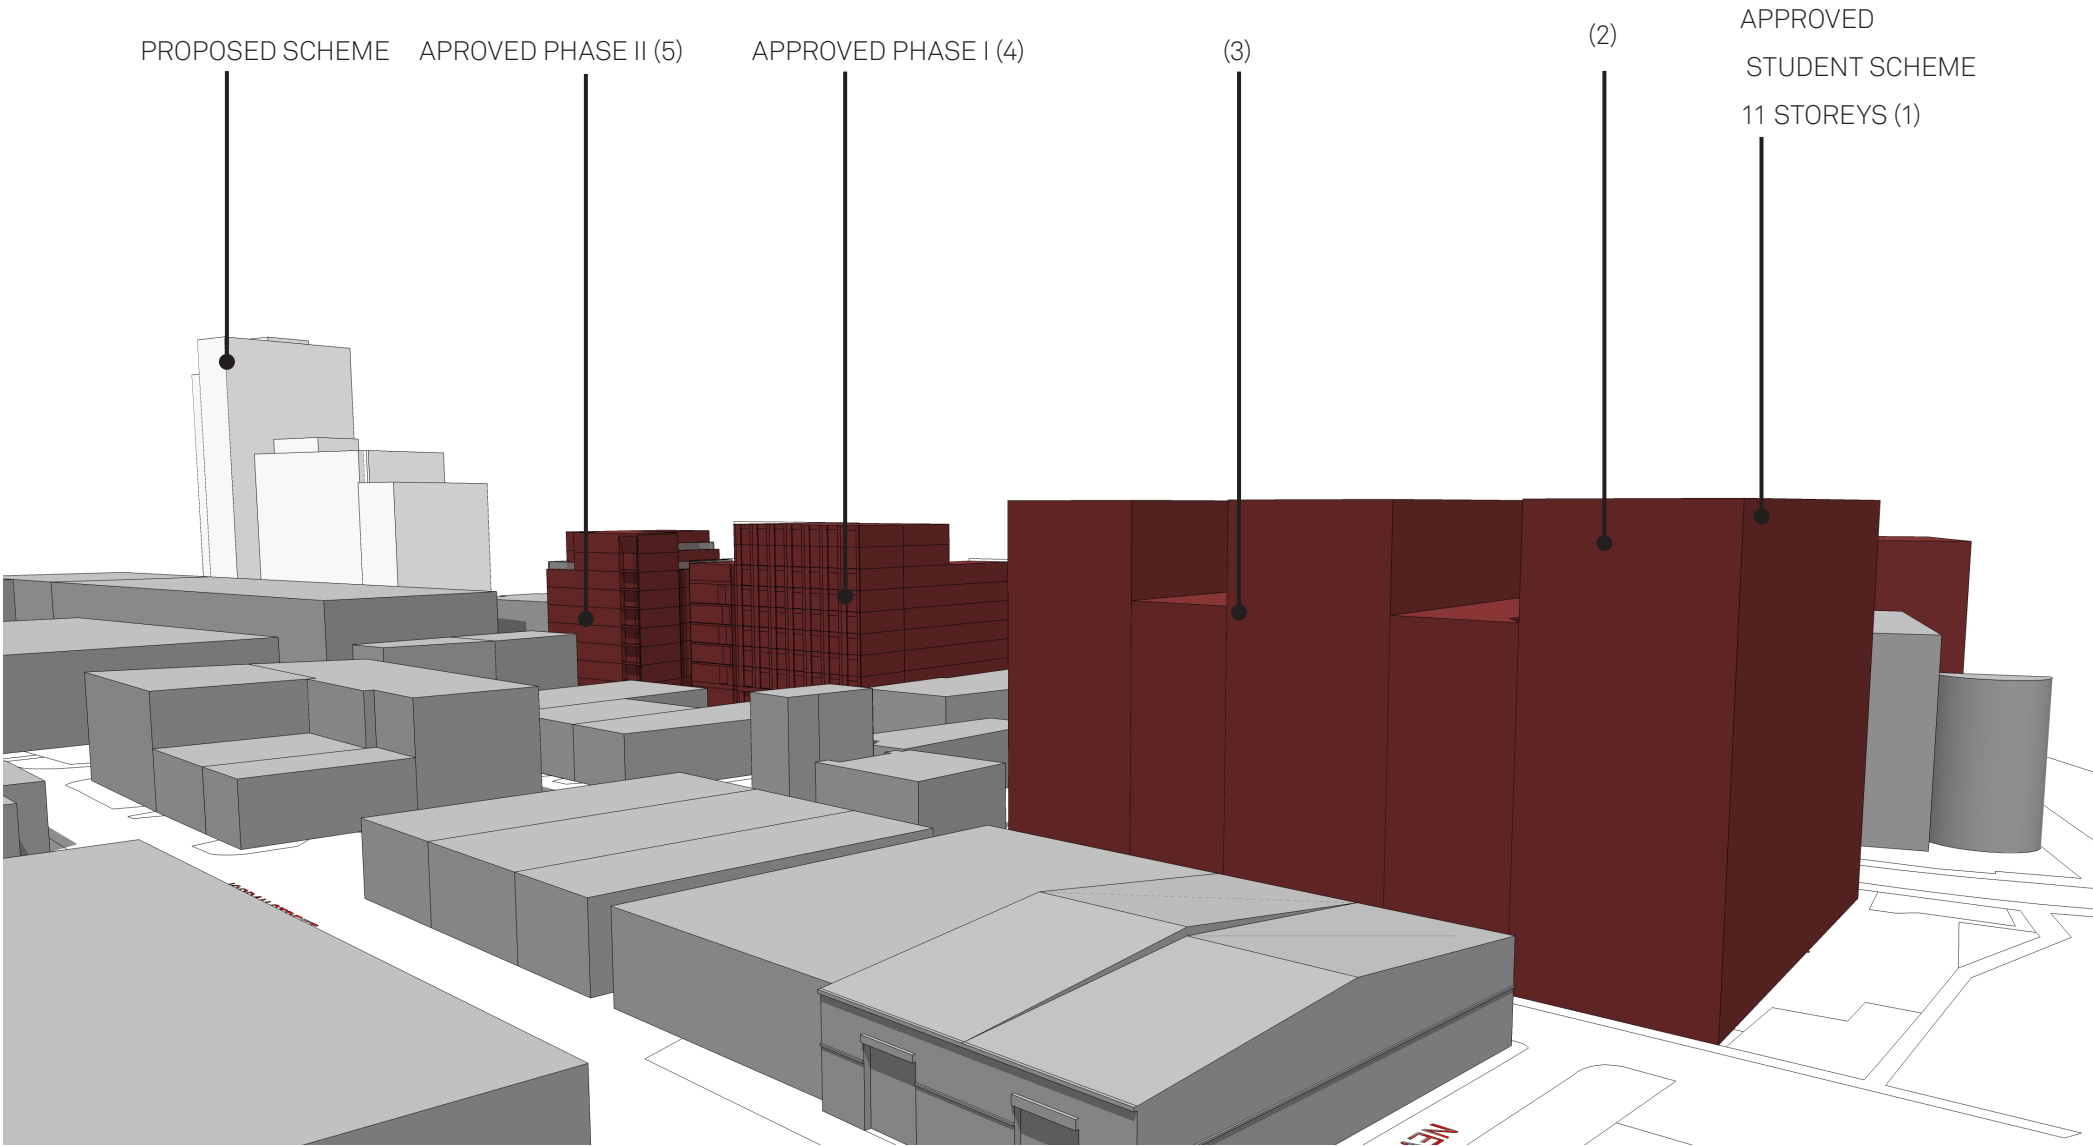 PROPOSED SCHEME
APROVED PHASE II (5)
APPROVED PHASE I (4)
(3)
(2)
APPROVED
STUDENT SCHEME
11 STOREYS (1)